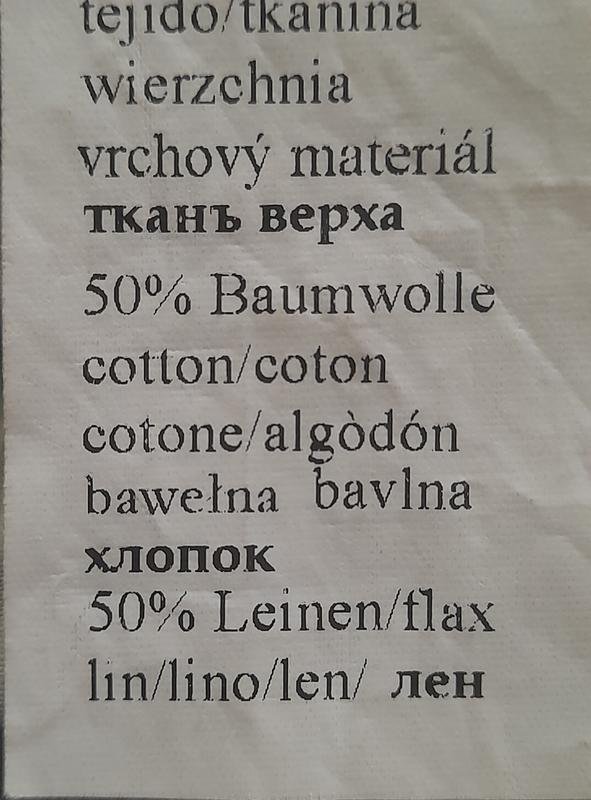 tejido/tkanina
wierzchnia
vrchový materiál
ткань верха
50% Baumwolle
cotton/coton
cotone/algòdón
bawełna bavlna
хлопок
50% Leinen/flax
lin/lino/len/ лен